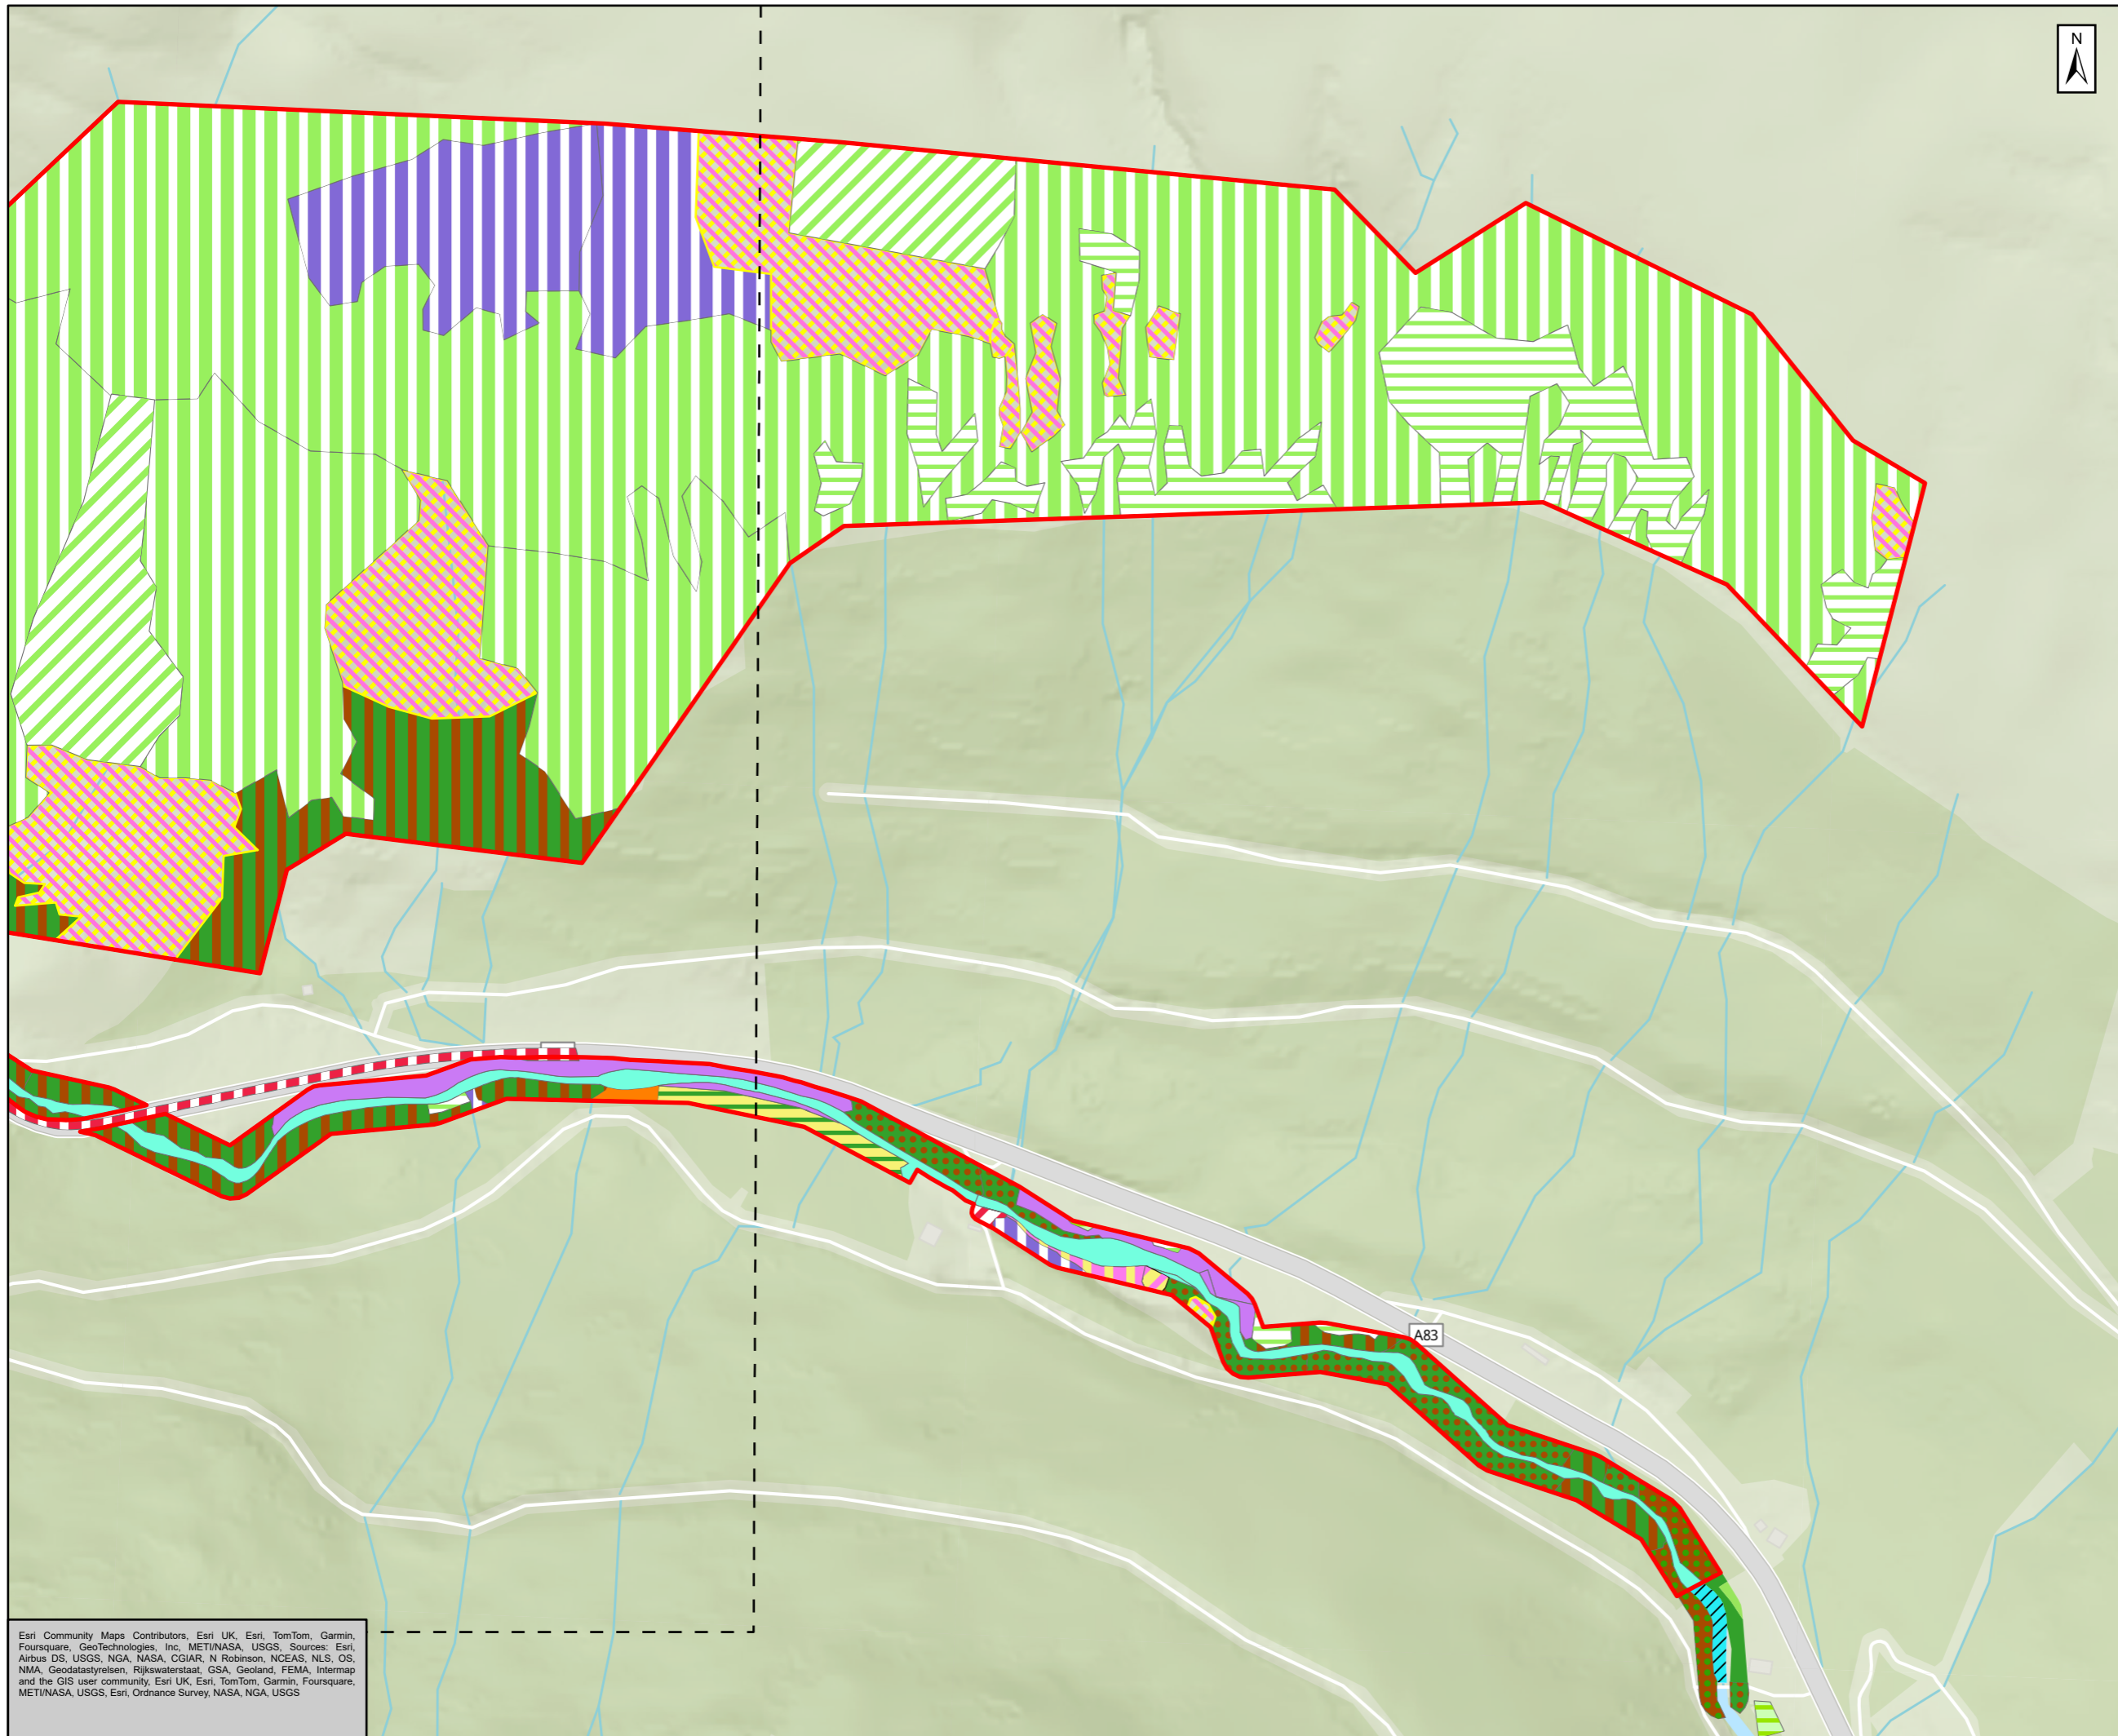 N
A83
Esri Community Maps Contributors, Esri UK, Esri, TomTom, Garmin,
Foursquare, GeoTechnologies, Inc, METI/NASA, USGS, Sources: Esri,
Airbus DS, USGS, NGA, NASA, CGIAR, N Robinson, NCEAS, NLS, OS,
NMA, Geodatastyrelsen, Rijkswaterstaat, GSA, Geoland, FEMA, Intermap
and the GIS user community, Esri UK, Esri, TomTom, Garmin, Foursquare,
METI/NASA, USGS, Esri, Ordnance Survey, NASA, NGA, USGS